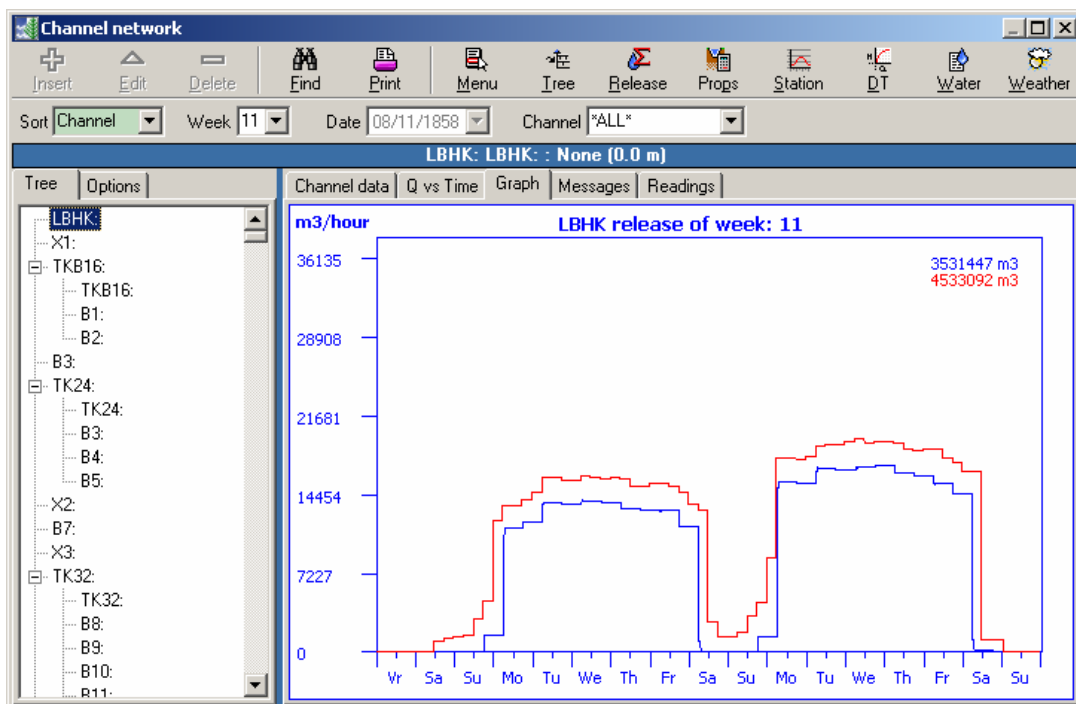 Channel network
Insert Edit Delete Find Print Menu Tree Release Props Station DT Water Weather
Sort Channel Week 11 Date 08/11/1858 Channel *ALL*
LBHK: LBHK: : None (0.0 m)
Tree Options
LBHK:
X1:
TKB16:
TKB16:
B1:
B2:
B3:
TK24:
TK24:
B3:
B4:
B5:
X2:
B7:
X3:
TK32:
TK32:
B8:
B9:
B10:
B11:
Channel data Q vs Time Graph Messages Readings
m3/hour LBHK release of week: 11
3531447 m3
4533092 m3
36135
28908
21681
14454
7227
0
Vr Sa Su Mo Tu We Th Fr Sa Su Mo Tu We Th Fr Sa Su